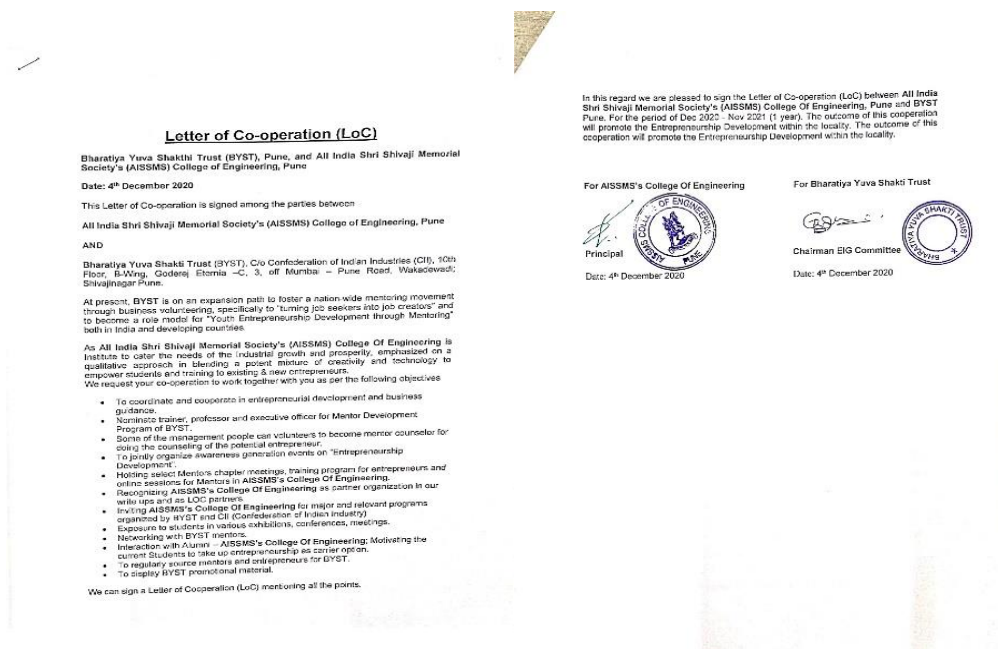 Letter of Co-operation (LoC)
Bharatiya Yuva Shakthi Trust (BYST), Pune, and All India Shri Shivaji Memorial
Society's (AISSMS) College of Engineering, Pune
Date: 4th December 2020
This Letter of Co-operation is signed among the parties between
All India Shri Shivaji Memorial Society's (AISSMS) College of Engineering, Pune
AND
Bharatiya Yuva Shakti Trust (BYST), C/o Confederation of Indian Industries (CII), 10th
Floor, B-Wing, Goderej Eternia –C, 3, off Mumbai – Pune Road, Wakadewadi;
Shivajinagar Pune.
At present, BYST is on an expansion path to foster a nation-wide mentoring movement
through business volunteering, specifically to "turning job seekers into job creators" and
to become a role model for "Youth Entrepreneurship Development through Mentoring"
both in India and developing countries.
As All India Shri Shivaji Memorial Society's (AISSMS) College Of Engineering is
Institute to cater the needs of the Industrial growth and prosperity, emphasized on a
qualitative approach in blending a potent mixture of creativity and technology to
empower students and training to existing & new entrepreneurs.
We request your co-operation to work together with you as per the following objectives
• To coordinate and cooperate in entrepreneurial development and business
guidance.
• Nominate trainer, professor and executive officer for Mentor Development
Program of BYST.
• Some of the management people can volunteers to become mentor counselor for
doing the counseling of the potential entrepreneur.
• To jointly organize awareness generation events on "Entrepreneurship
Development".
• Holding select Mentors chapter meetings, training program for entrepreneurs and
online sessions for Mentors in AISSMS's College Of Engineering.
• Recognizing AISSMS's College Of Engineering as partner organization in our
write ups and as LOC partners
• Inviting AISSMS's College Of Engineering for major and relevant programs
organized by BYST and CII (Confederation of Indian Industry)
• Exposure to students in various exhibitions, conferences, meetings.
• Networking with BYST mentors.
• Interaction with Alumni – AISSMS's College Of Engineering; Motivating the
current Students to take up entrepreneurship as carrier option.
• To regularly source mentors and entrepreneurs for BYST.
• To display BYST promotional material.
We can sign a Letter of Cooperation (LoC) mentioning all the points.
In this regard we are pleased to sign the Letter of Co-operation (LoC) between All India
Shri Shivaji Memorial Society's (AISSMS) College Of Engineering, Pune and BYST
Pune. For the period of Dec 2020 - Nov 2021 (1 year). The outcome of this cooperation
will promote the Entrepreneurship Development within the locality. The outcome of this
cooperation will promote the Entrepreneurship Development within the locality.
For AISSMS's College Of Engineering
AISSMS COLLEGE OF ENGINEERING
PUNE
Principal
Date: 4th December 2020
For Bharatiya Yuva Shakti Trust
BHARATIYA YUVA SHAKTI TRUST
BHARATIYA
Chairman EIG Committee
Date: 4th December 2020